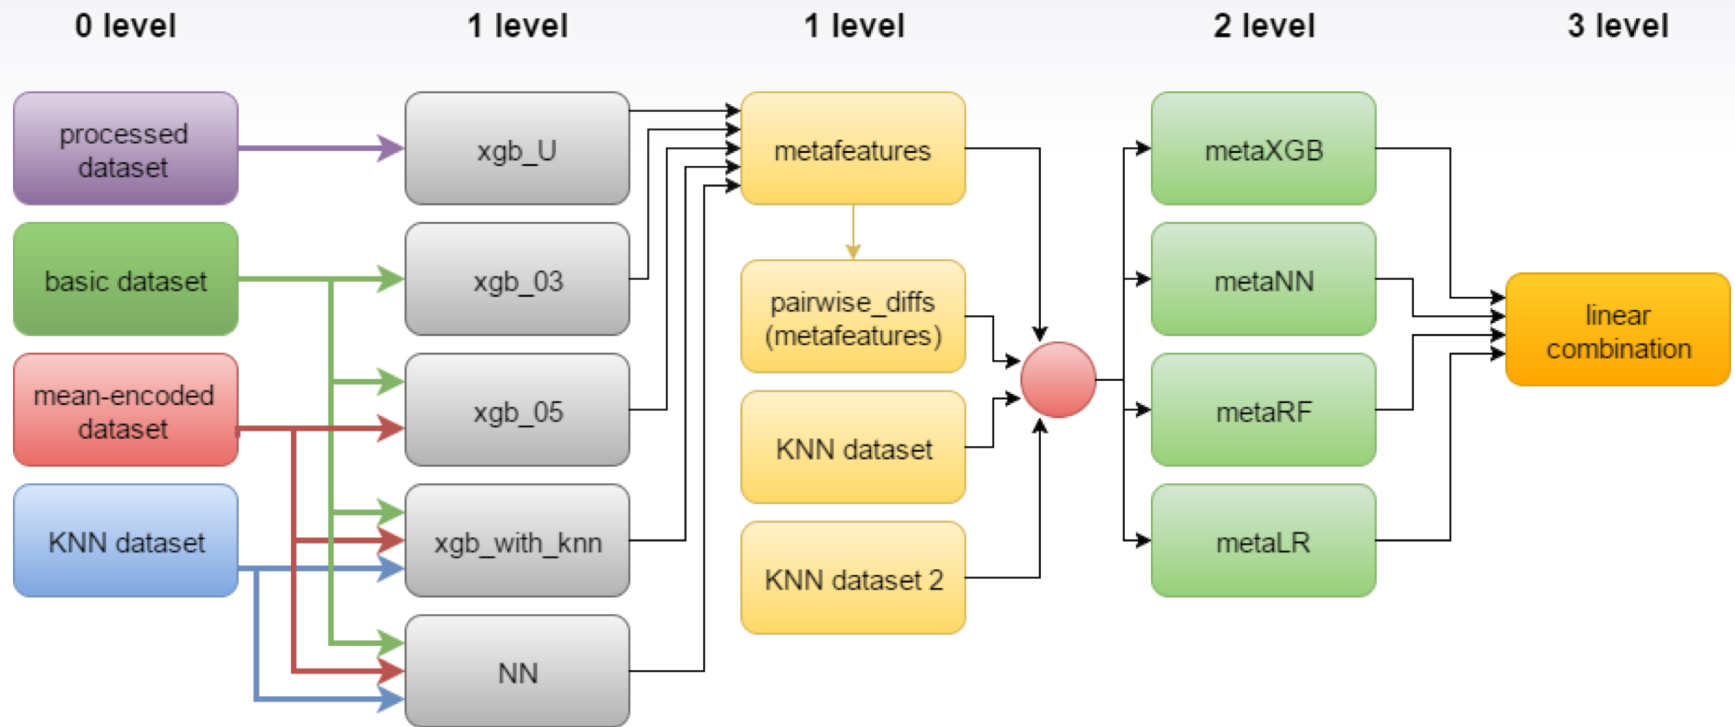 0 level
1 level
1 level
2 level
3 level
processed
dataset
basic dataset
mean-encoded
dataset
KNN dataset
xgb_U
xgb_03
xgb_05
xgb_with_knn
NN
metafeatures
pairwise_diffs
(metafeatures)
KNN dataset
KNN dataset 2
metaXGB
metaNN
metaRF
metaLR
linear
combination